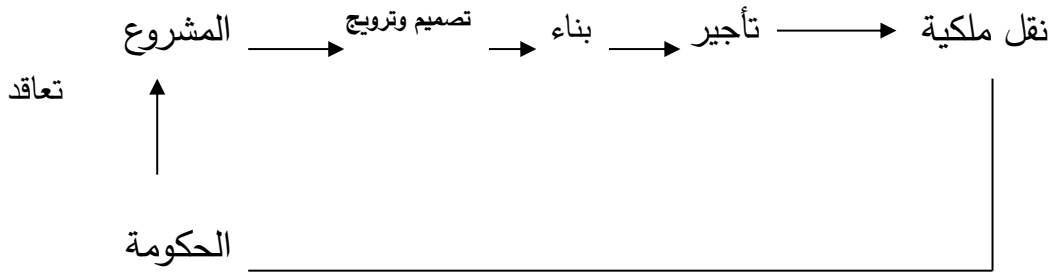 المشروع
تصميم وترويج
بناء
تأجير
نقل ملكية
تعاقد
الحكومة